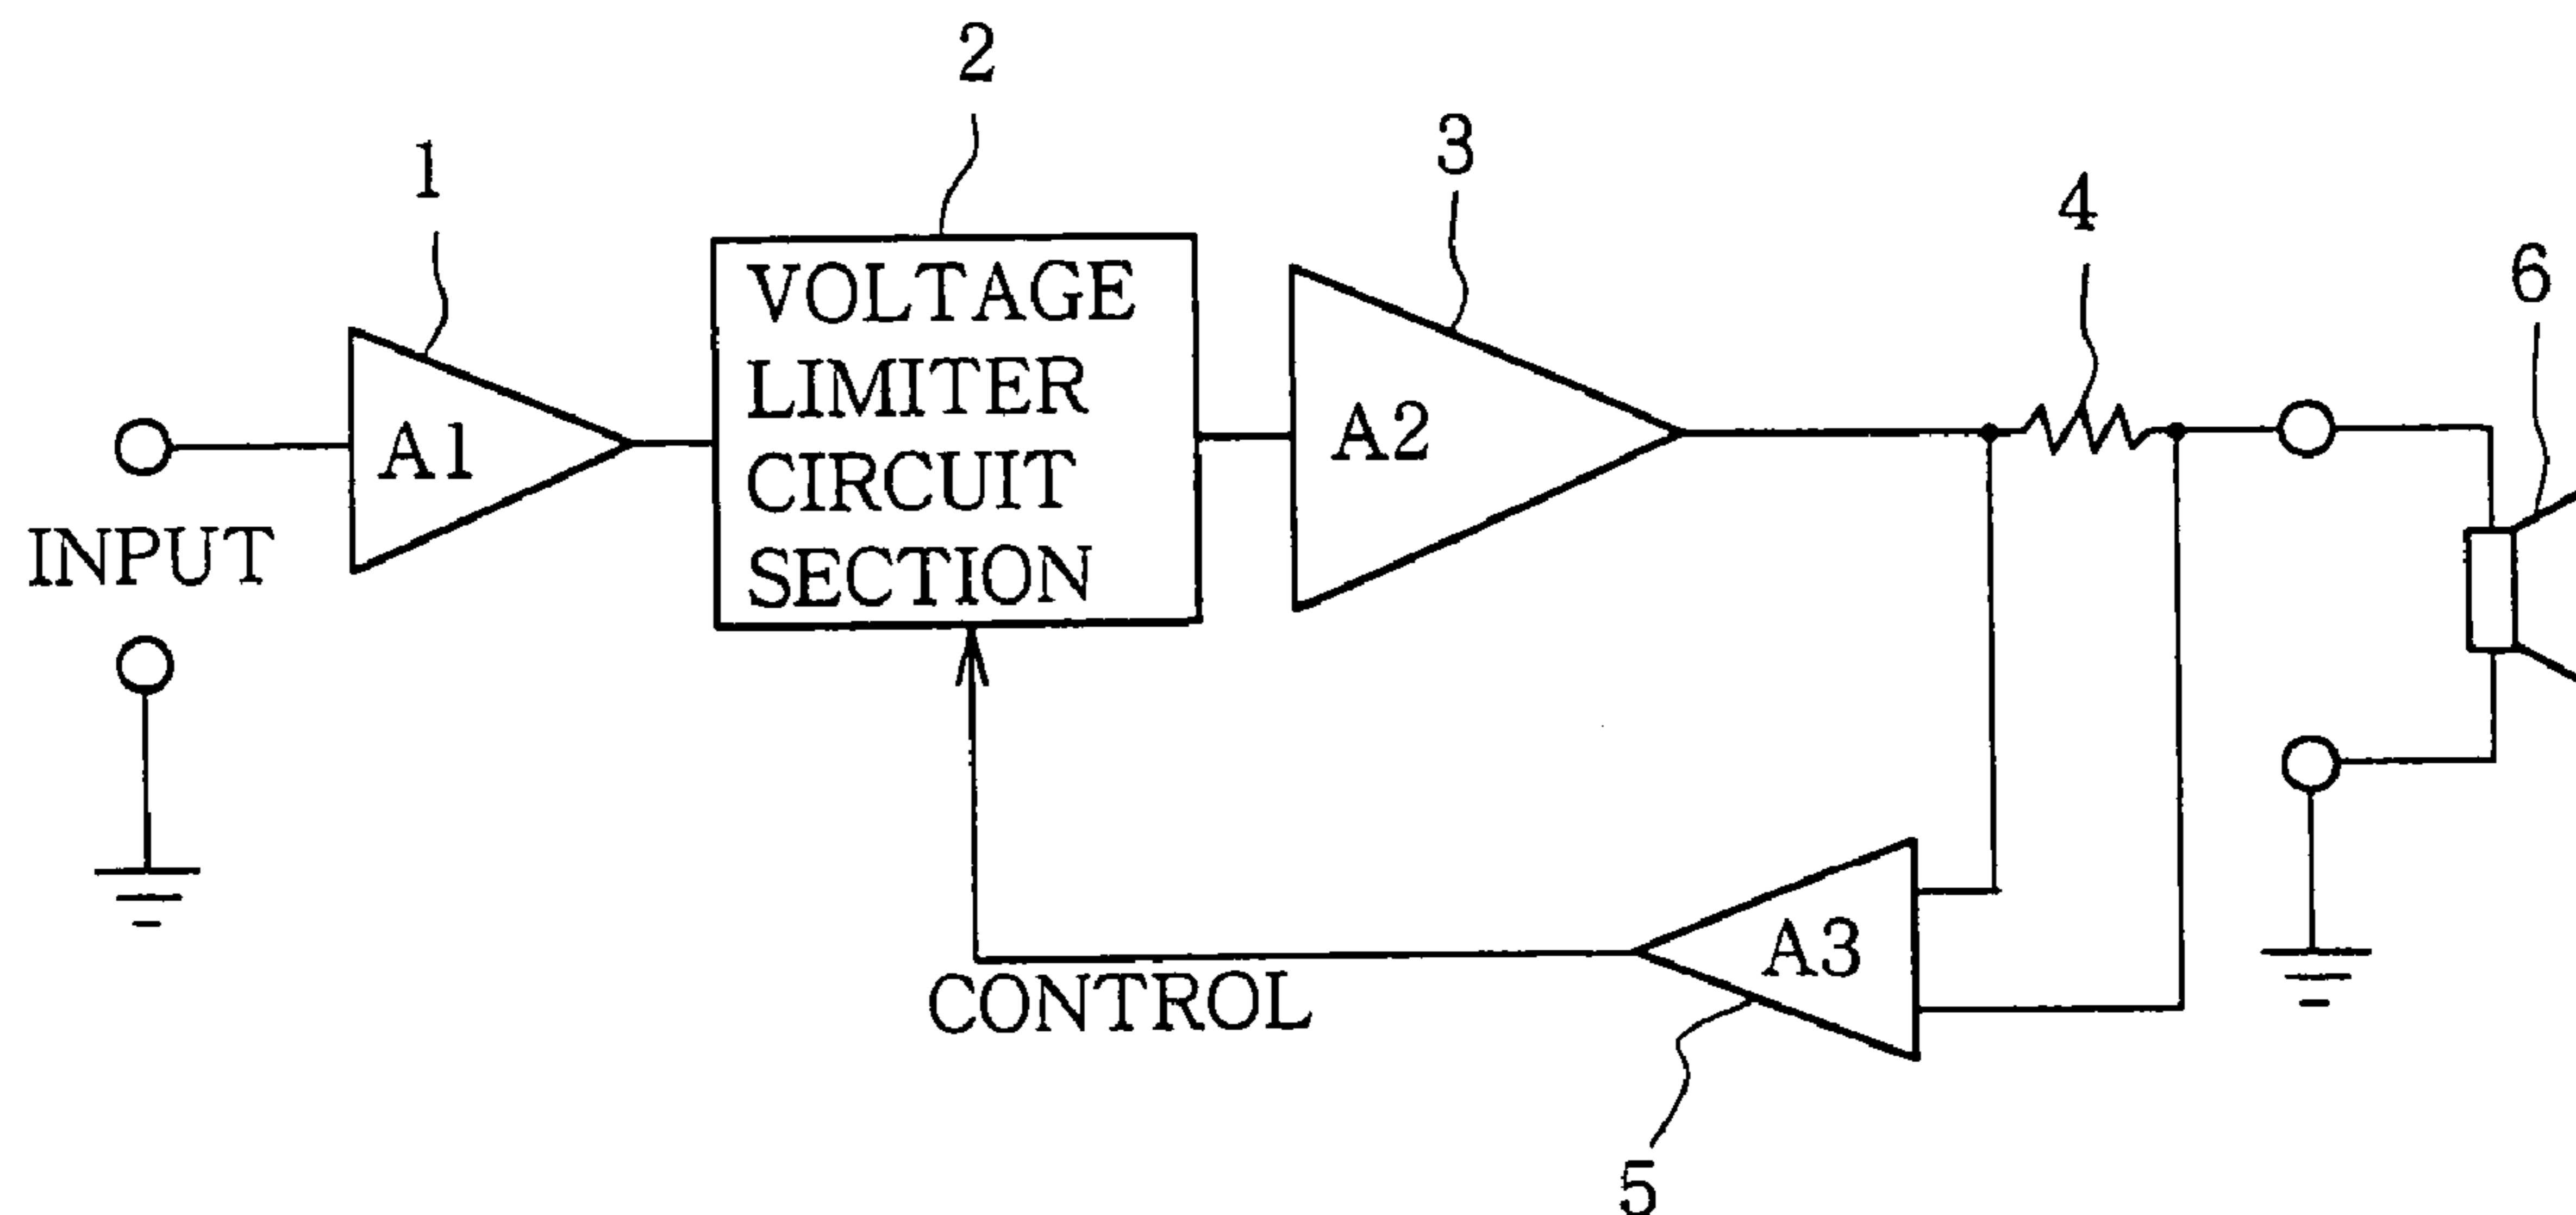 2
3
1
4
6
VOLTAGE
LIMITER
CIRCUIT
SECTION
A1
A2
INPUT
A3
CONTROL
5